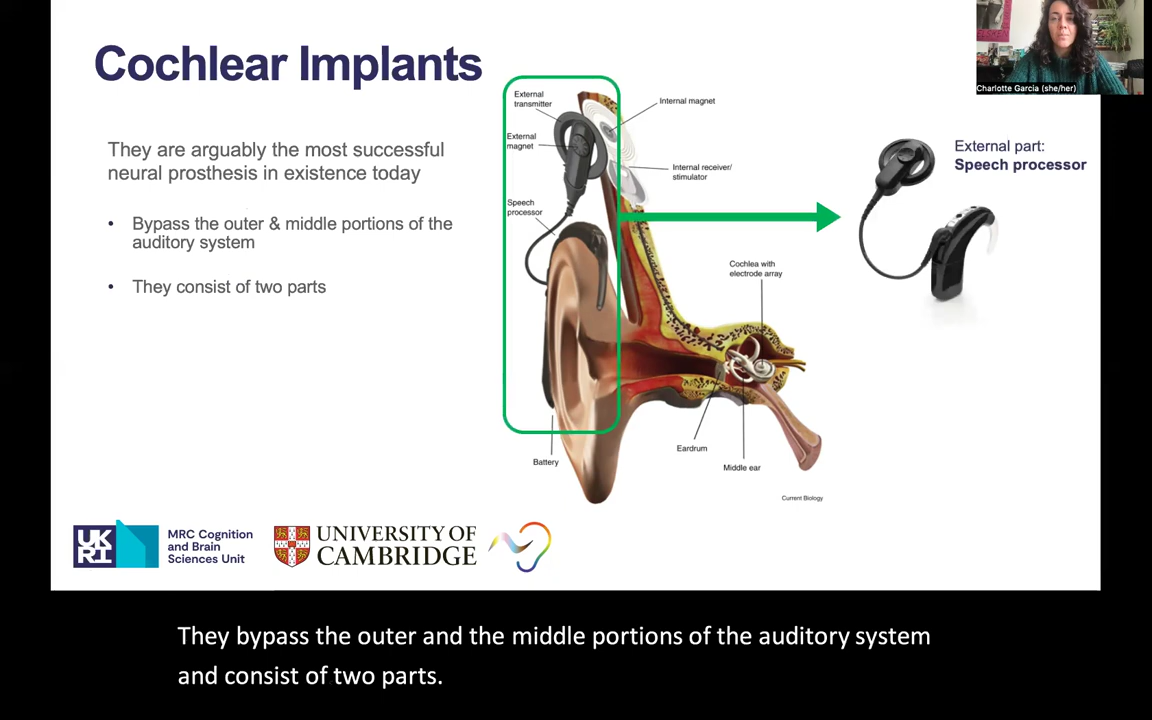 Cochlear Implants
They are arguably the most successful
neural prosthesis in existence today
• Bypass the outer & middle portions of the
auditory system
• They consist of two parts
External
transmitter
External
magnet
Speech
processor
Battery
Internal magnet
Internal receiver/
stimulator
Cochlea with
electrode array
Eardrum
Middle ear
Current Biology
External part:
Speech processor
Charlotte Garcia (she/her)
UK
RI
MRC Cognition
and Brain
Sciences Unit
UNIVERSITY OF
CAMBRIDGE
They bypass the outer and the middle portions of the auditory system
and consist of two parts.